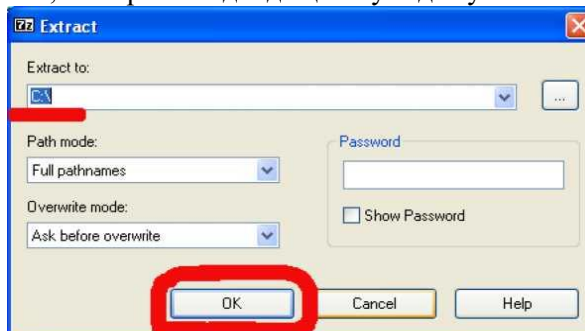 Extract
Extract to:
C:\
...
Path mode:
Password
Full pathnames
Overwrite mode:
Show Password
Ask before overwrite
OK
Cancel
Help